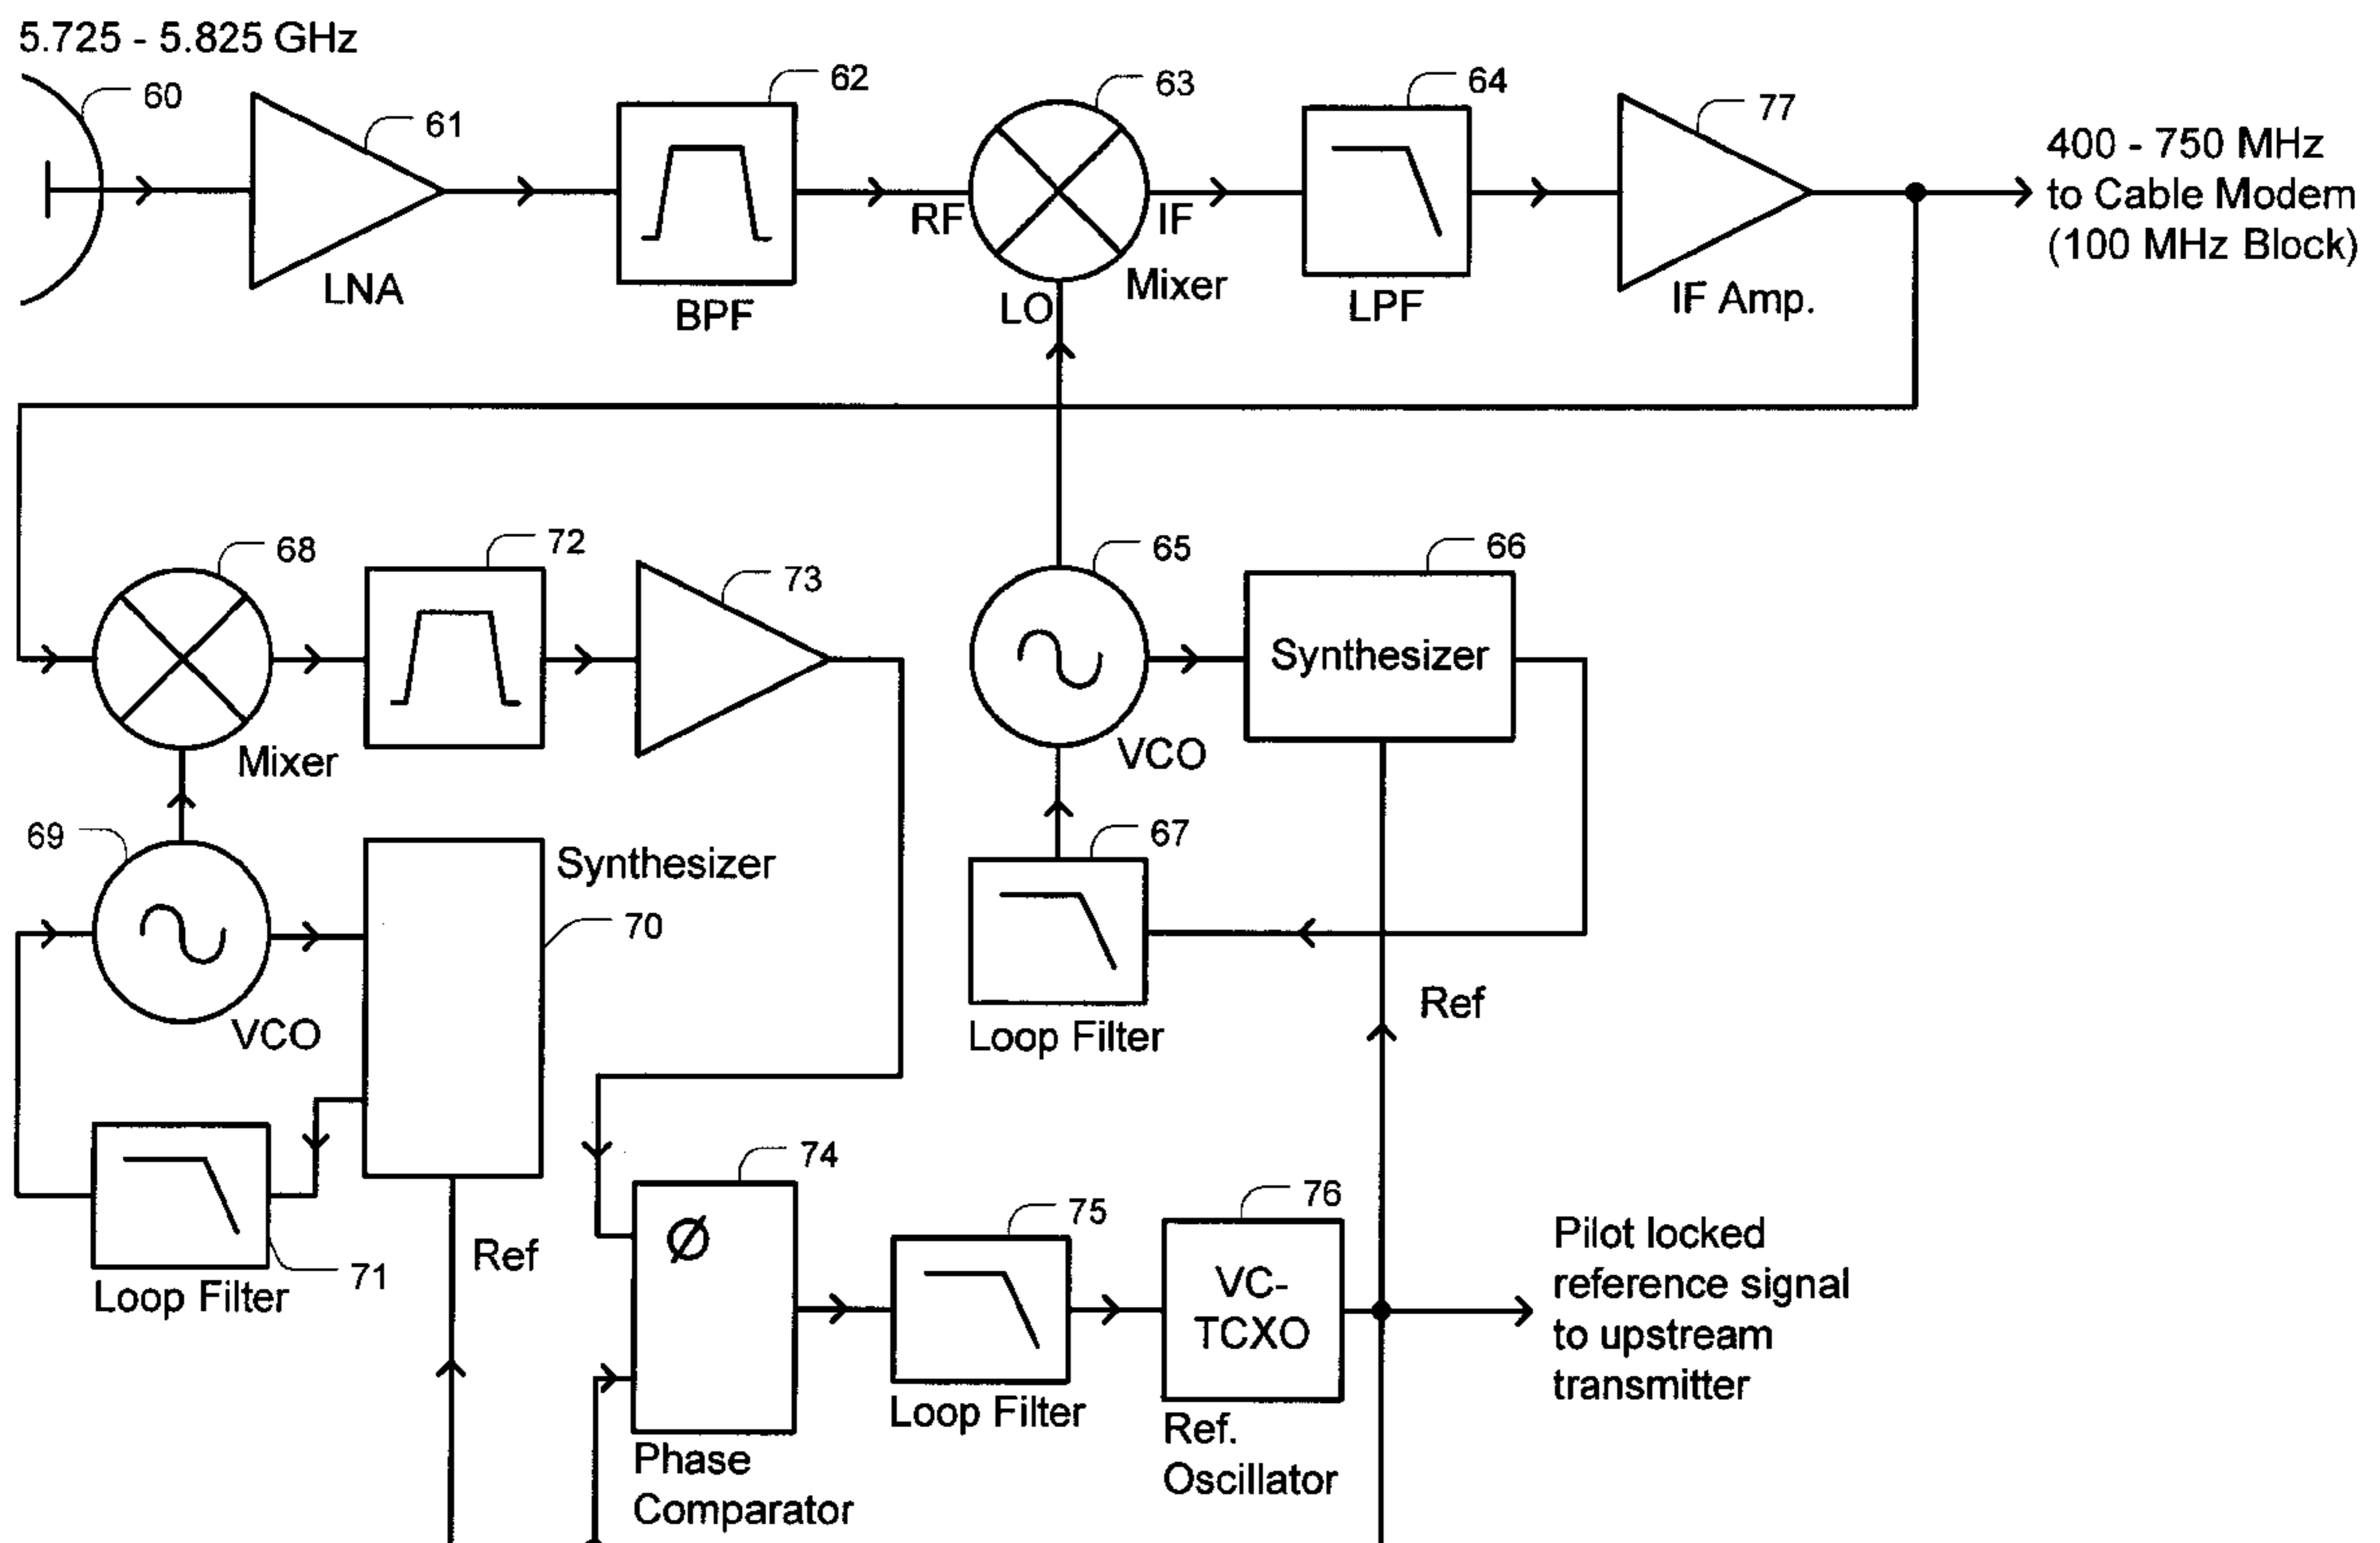 5.725 - 5.825 GHz
60
61
62
63
64
77
LNA
BPF
RF
LO
IF
Mixer
LPF
IF Amp.
400 - 750 MHz
to Cable Modem
(100 MHz Block)
68
72
73
65
66
Mixer
VCO
Synthesizer
69
Synthesizer
70
VCO
67
Loop Filter
Ref
71
Loop Filter
Ref
74
Ø
Phase
Comparator
75
Loop Filter
76
VC-
TCXO
Ref.
Oscillator
Pilot locked
reference signal
to upstream
transmitter